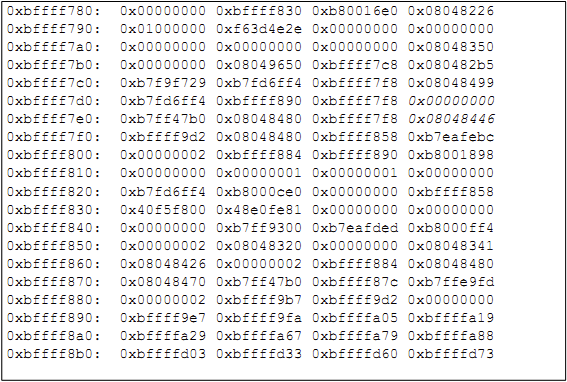 0xbffff780:  0x00000000 0xbffff830 0xb80016e0 0x08048226
0xbffff790:  0x01000000 0xf63d4e2e 0x00000000 0x00000000
0xbffff7a0:  0x00000000 0x00000000 0x00000000 0x08048350
0xbffff7b0:  0x00000000 0x08049650 0xbffff7c8 0x080482b5
0xbffff7c0:  0xb7f9f729 0xb7fd6ff4 0xbffff7f8 0x08048499
0xbffff7d0:  0xb7fd6ff4 0xbffff890 0xbffff7f8 0x00000000
0xbffff7e0:  0xb7ff47b0 0x08048480 0xbffff7f8 0x08048446
0xbffff7f0:  0xbffff9d2 0x08048480 0xbffff858 0xb7eafebc
0xbffff800:  0x00000002 0xbffff884 0xbffff890 0xb8001898
0xbffff810:  0x00000000 0x00000001 0x00000001 0x00000000
0xbffff820:  0xb7fd6ff4 0xb8000ce0 0x00000000 0xbffff858
0xbffff830:  0x40f5f800 0x48e0fe81 0x00000000 0x00000000
0xbffff840:  0x00000000 0xb7ff9300 0xb7eafded 0xb8000ff4
0xbffff850:  0x00000002 0x08048320 0x00000000 0x08048341
0xbffff860:  0x08048426 0x00000002 0xbffff884 0x08048480
0xbffff870:  0x08048470 0xb7ff47b0 0xbffff87c 0xb7ffe9fd
0xbffff880:  0x00000002 0xbffff9b7 0xbffff9d2 0x00000000
0xbffff890:  0xbffff9e7 0xbffff9fa 0xbffffa05 0xbffffa19
0xbffff8a0:  0xbffffa29 0xbffffa67 0xbffffa79 0xbffffa88
0xbffff8b0:  0xbffffd03 0xbffffd33 0xbffffd60 0xbffffd73